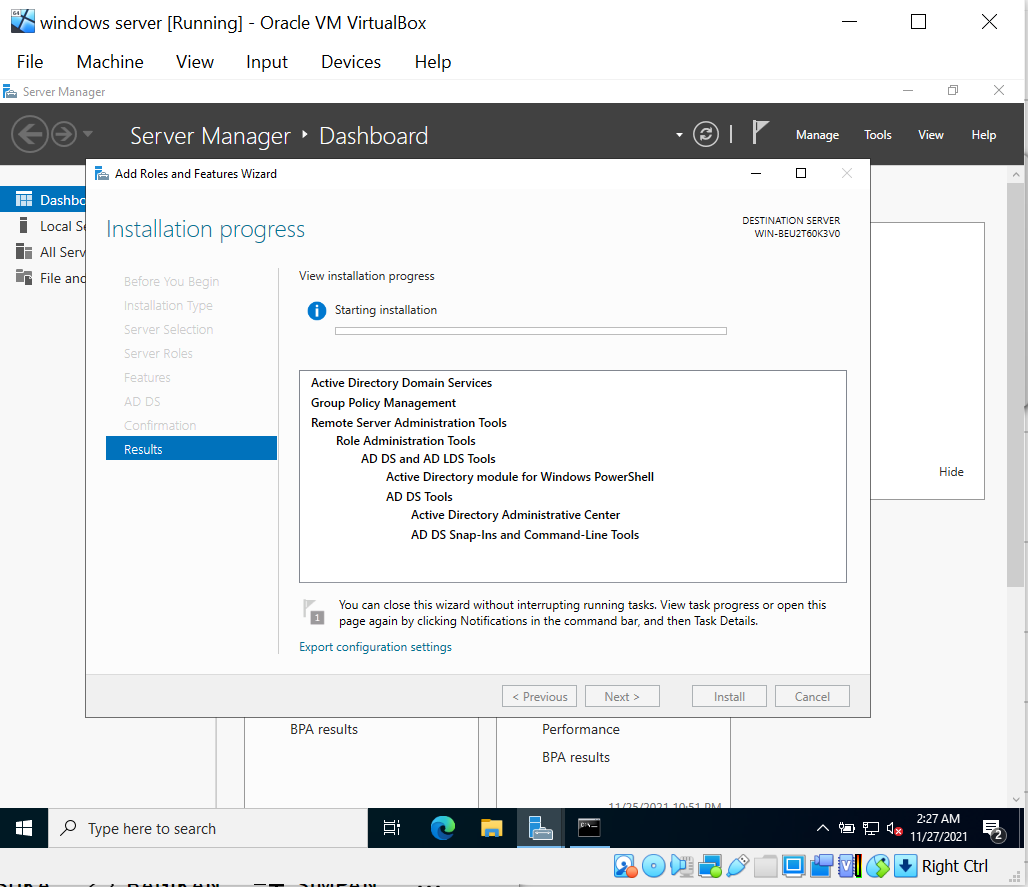 windows server [Running] - Oracle VM VirtualBox
File Machine View Input Devices Help
Server Manager
Server Manager Dashboard
Manage Tools View Help
Add Roles and Features Wizard
Dashbo
Local Se
All Serv
File and
Installation progress
DESTINATION SERVER
WIN-BEU2T60K3V0
Before You Begin
Installation Type
Server Selection
Server Roles
Features
AD DS
Confirmation
Results
View installation progress
Starting installation
Active Directory Domain Services
Group Policy Management
Remote Server Administration Tools
Role Administration Tools
AD DS and AD LDS Tools
Active Directory module for Windows PowerShell
AD DS Tools
Active Directory Administrative Center
AD DS Snap-Ins and Command-Line Tools
1
You can close this wizard without interrupting running tasks. View task progress or open this
page again by clicking Notifications in the command bar, and then Task Details.
Export configuration settings
< Previous Next > Install Cancel
Hide
BPA results
Performance
BPA results
11/25/2021 10:51 PM
Type here to search
2:27 AM
11/27/2021
2
Right Ctrl